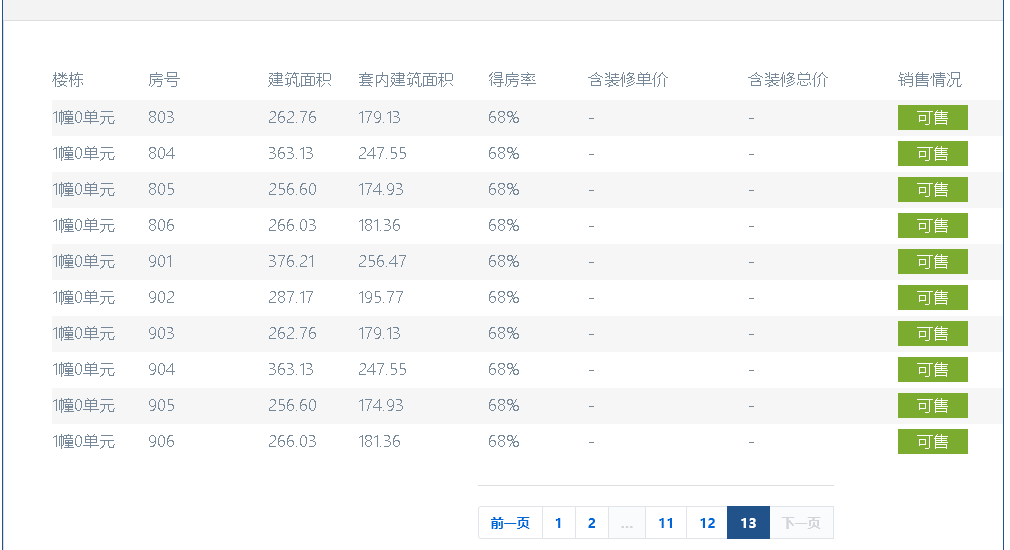 楼栋 房号 建筑面积 套内建筑面积 得房率 含装修单价 含装修总价 销售情况
1幢0单元 803 262.76 179.13 68% - - 可售
1幢0单元 804 363.13 247.55 68% - - 可售
1幢0单元 805 256.60 174.93 68% - - 可售
1幢0单元 806 266.03 181.36 68% - - 可售
1幢0单元 901 376.21 256.47 68% - - 可售
1幢0单元 902 287.17 195.77 68% - - 可售
1幢0单元 903 262.76 179.13 68% - - 可售
1幢0单元 904 363.13 247.55 68% - - 可售
1幢0单元 905 256.60 174.93 68% - - 可售
1幢0单元 906 266.03 181.36 68% - - 可售
前一页 1 2 ... 11 12 13 下一页